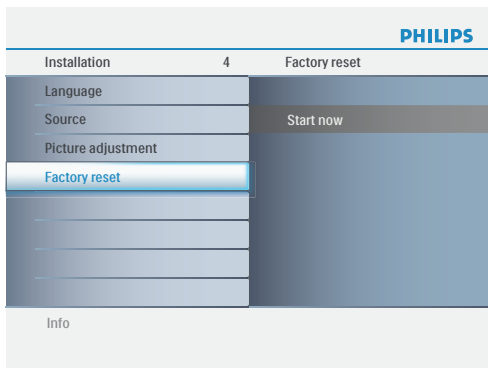 PHILIPS
Installation 4 Factory reset
Language
Source Start now
Picture adjustment
Factory reset
Info